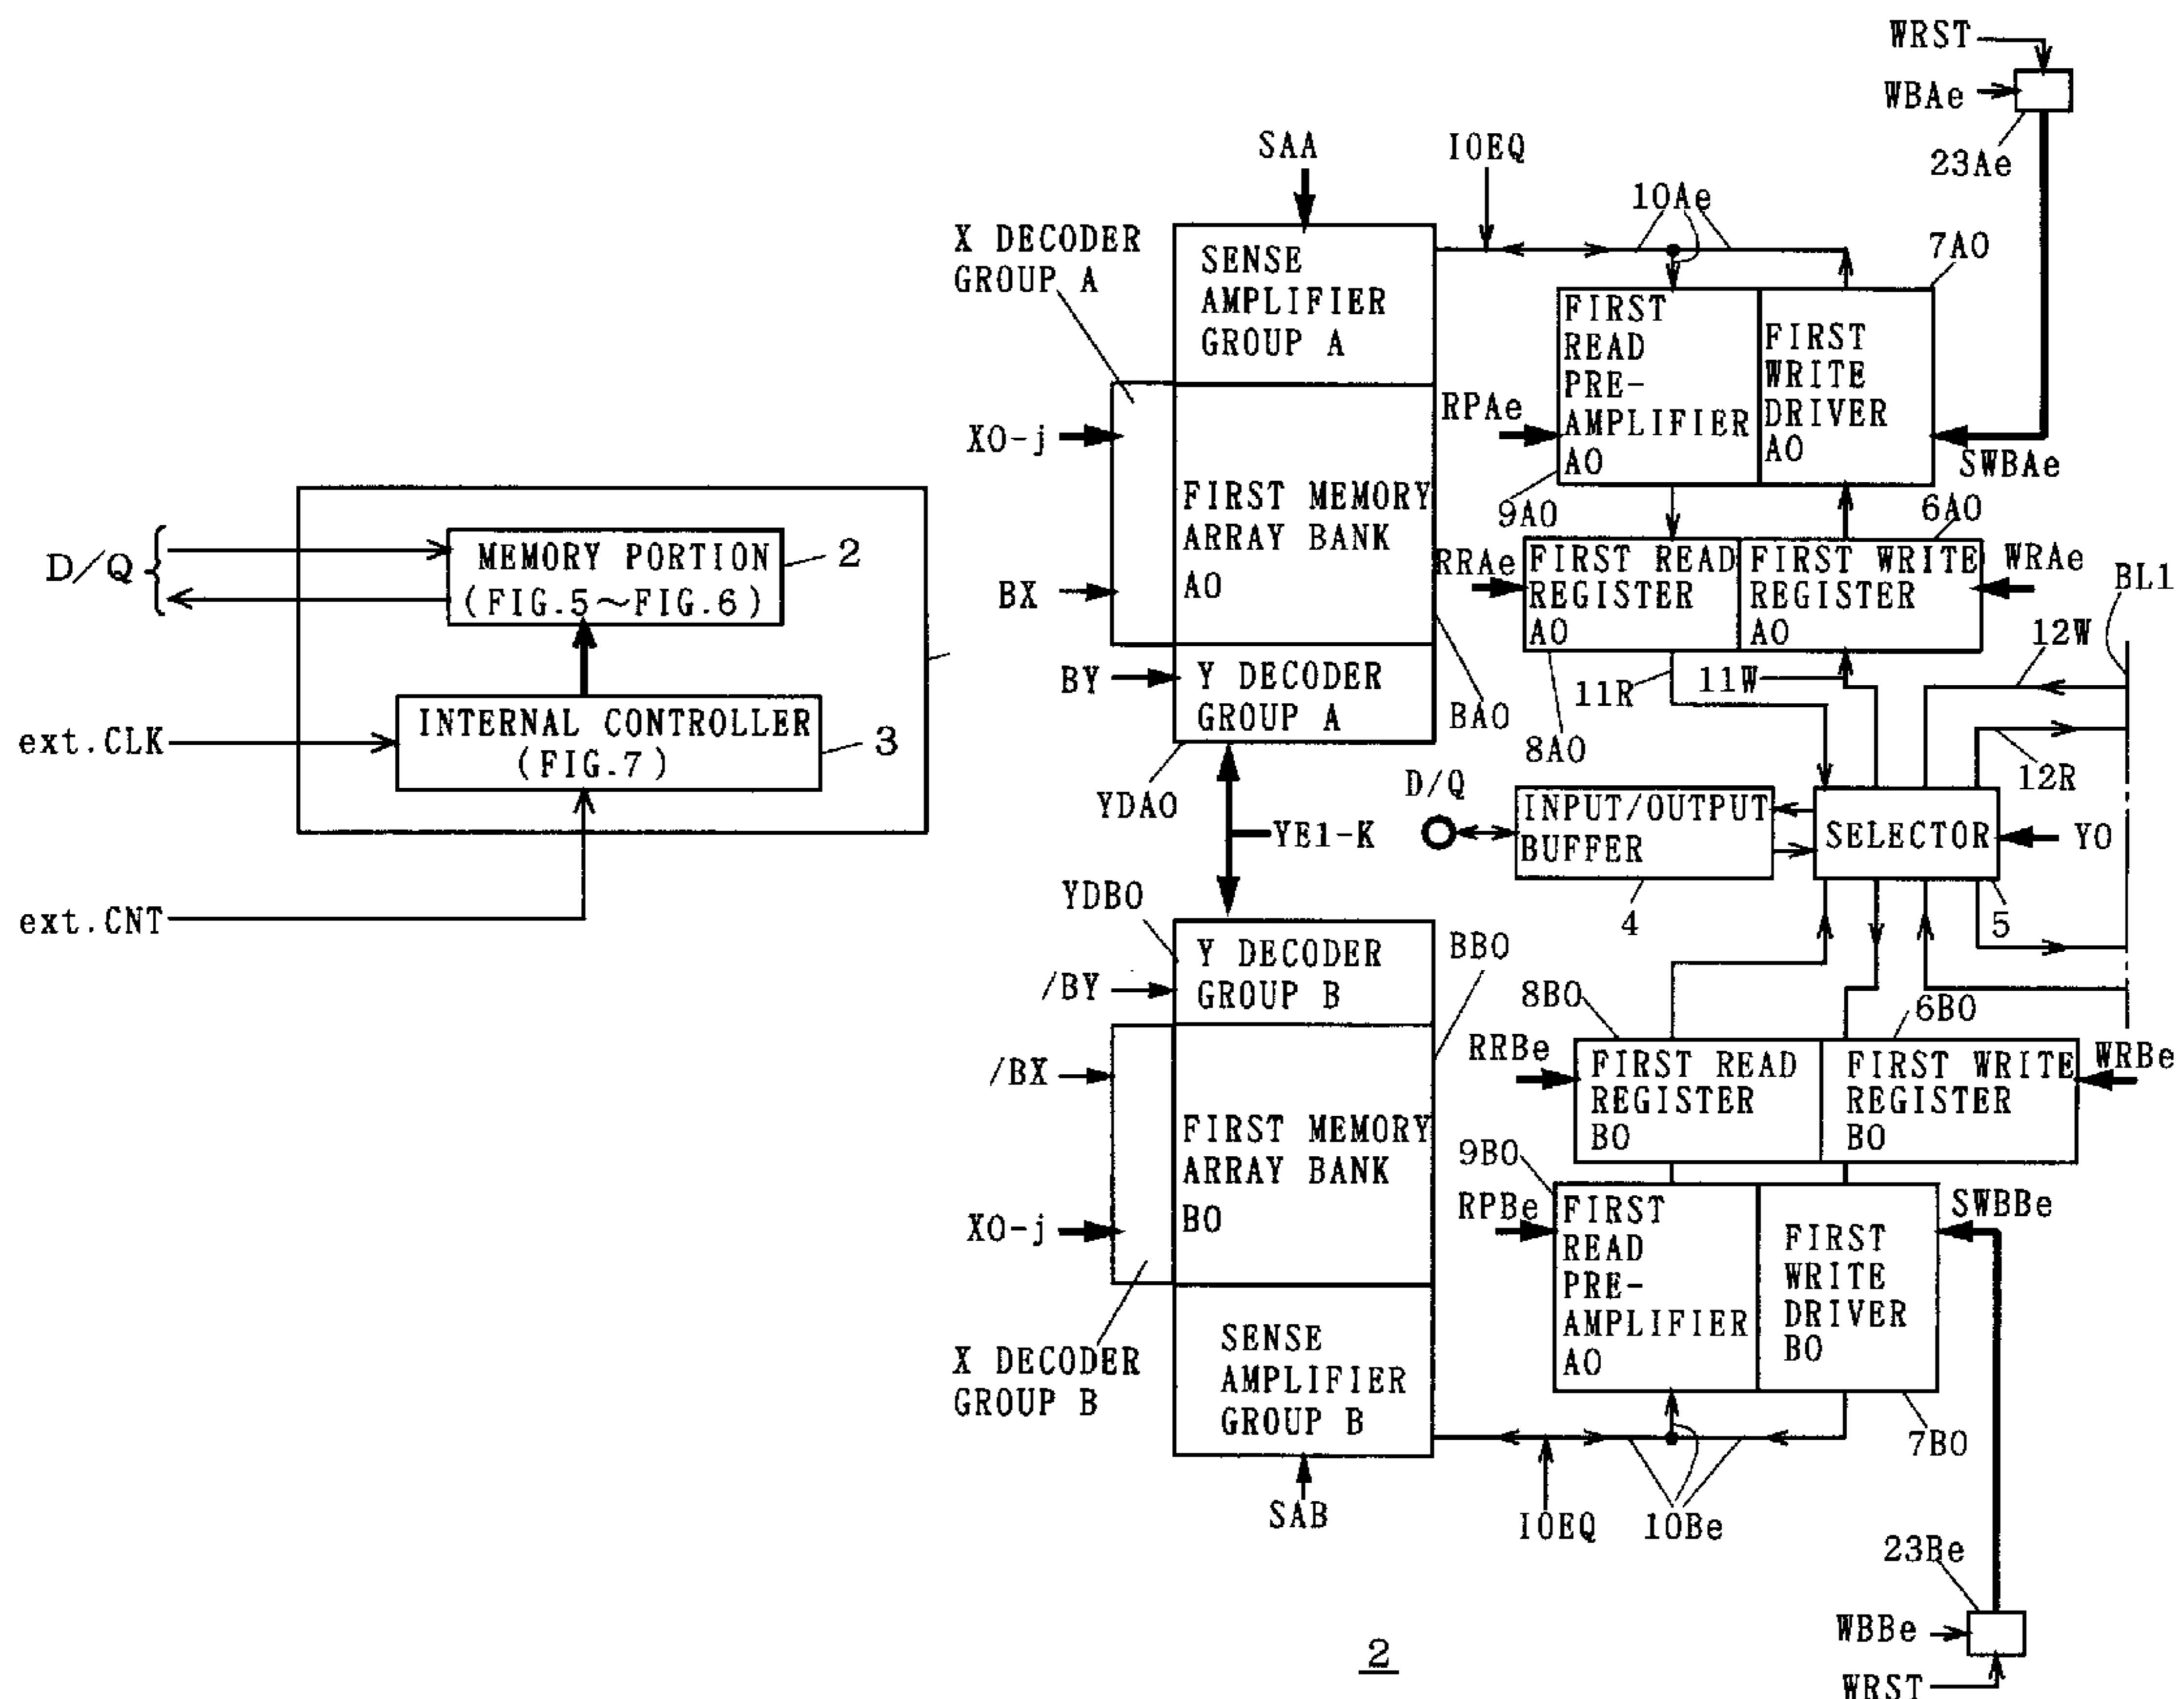 D/Q
MEMORY PORTION
(FIG.5~FIG.6)
2
INTERNAL CONTROLLER
(FIG.7)
3
ext.CLK
ext.CNT
WRST
WBAe
23Ae
SAA
IOEQ
10Ae
X DECODER
GROUP A
SENSE
AMPLIFIER
GROUP A
7A0
FIRST
READ
PRE-
AMPLIFIER
A0
FIRST
WRITE
DRIVER
A0
RPAe
SWBAe
X0-j
FIRST MEMORY
ARRAY BANK
A0
9A0
6A0
RRAe
FIRST READ
REGISTER
A0
FIRST WRITE
REGISTER
A0
WRAe
BX
BL1
12W
BY
Y DECODER
GROUP A
11R
11W
BA0
8A0
12R
YDA0
D/Q
YE1-K
INPUT/OUTPUT
BUFFER
SELECTOR
Y0
4
5
YDB0
BB0
Y DECODER
GROUP B
/BY
8B0
6B0
/BX
RRBe
FIRST READ
REGISTER
B0
FIRST WRITE
REGISTER
B0
WRBe
FIRST MEMORY
ARRAY BANK
B0
9B0
RPBe
FIRST
READ
PRE-
AMPLIFIER
A0
FIRST
WRITE
DRIVER
B0
SWBBe
X0-j
X DECODER
GROUP B
SENSE
AMPLIFIER
GROUP B
7B0
SAB
IOEQ
10Be
23Be
WBBe
WRST
2